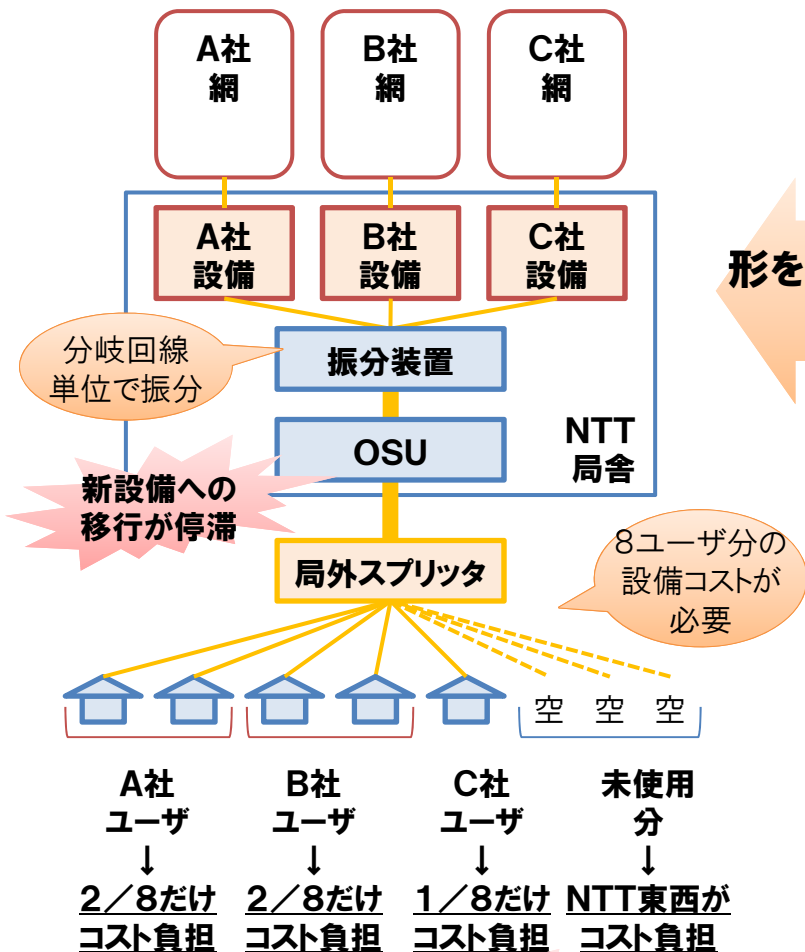 A社
網
B社
網
C社
網
A社
設備
B社
設備
C社
設備
形を
分岐回線
単位で振分
振分装置
OSU
NTT
局舎
新設備への
移行が停滞
局外スプリッタ
8ユーザ分の
設備コストが
必要
空 空 空
A社
ユーザ
↓
2/8だけ
コスト負担
B社
ユーザ
↓
2/8だけ
コスト負担
C社
ユーザ
↓
1/8だけ
コスト負担
未使用
分
↓
NTT東西が
コスト負担